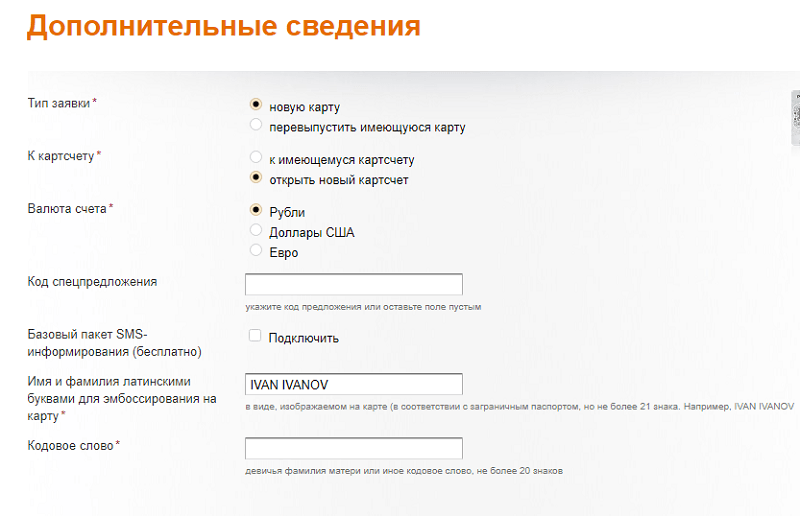 Дополнительные сведения
Тип заявки*
новую карту
перевыпустить имеющуюся карту
К картсчету*
к имеющемуся картсчету
открыть новый картсчет
Валюта счета*
Рубли
Доллары США
Евро
Код спецпредложения
укажите код предложения или оставьте поле пустым
Базовый пакет SMS-
информирования (бесплатно)
Подключить
Имя и фамилия латинскими
буквами для эмбоссирования на
карту*
IVAN IVANOV
в виде, изображаемом на карте (в соответствии с заграничным паспортом, но не более 21 знака. Например, IVAN IVANOV
Кодовое слово*
девичья фамилия матери или иное кодовое слово, не более 20 знаков